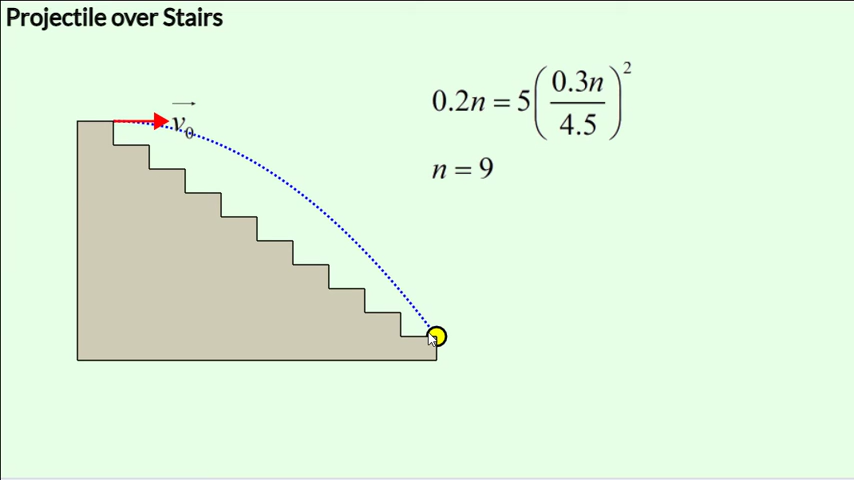 Projectile over Stairs
v₀
0.2n = 5(0.3n/4.5)²
n = 9